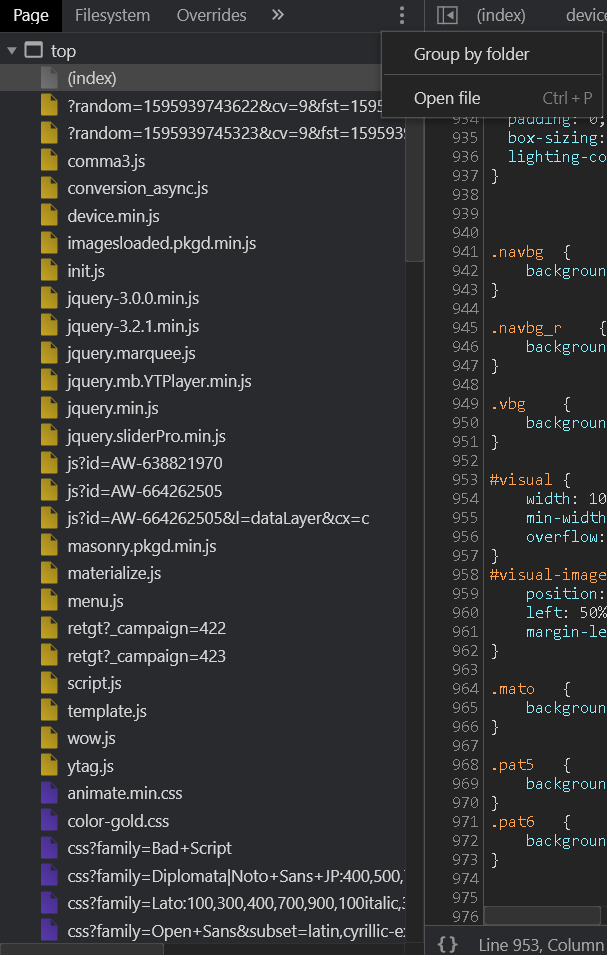 Page Filesystem Overrides »
top
(index)
?random=1595939743622&cv=9&fst=1595
?random=1595939745323&cv=9&fst=159593
comma3.js
conversion_async.js
device.min.js
imagesloaded.pkgd.min.js
init.js
jquery-3.0.0.min.js
jquery-3.2.1.min.js
jquery.marquee.js
jquery.mb.YTPlayer.min.js
jquery.min.js
jquery.sliderPro.min.js
js?id=AW-638821970
js?id=AW-664262505
js?id=AW-664262505&l=dataLayer&cx=c
masonry.pkgd.min.js
materialize.js
menu.js
retgt?_campaign=422
retgt?_campaign=423
script.js
template.js
wow.js
ytag.js
animate.min.css
color-gold.css
css?family=Bad+Script
css?family=Diplomata|Noto+Sans+JP:400,500,
css?family=Lato:100,300,400,700,900,100italic,
css?family=Open+Sans&subset=latin,cyrillic-ex
(index) device
Group by folder
Open file Ctrl + P
padding: 0;
935 box-sizing:
936 lighting-co
937 }
938
939
940
941 .navbg {
942 backgroun
943 }
944
945 .navbg_r {
946 backgroun
947 }
948
949 .vbg {
950 backgroun
951 }
952
953 #visual {
954 width: 10
955 min-width
956 overflow:
957 }
958 #visual-image
959 position:
960 left: 50%
961 margin-le
962 }
963
964 .mato {
965 backgroun
966 }
967
968 .pat5 {
969 backgroun
970 }
971 .pat6 {
972 backgroun
973 }
974
975
976
{} Line 953, Column